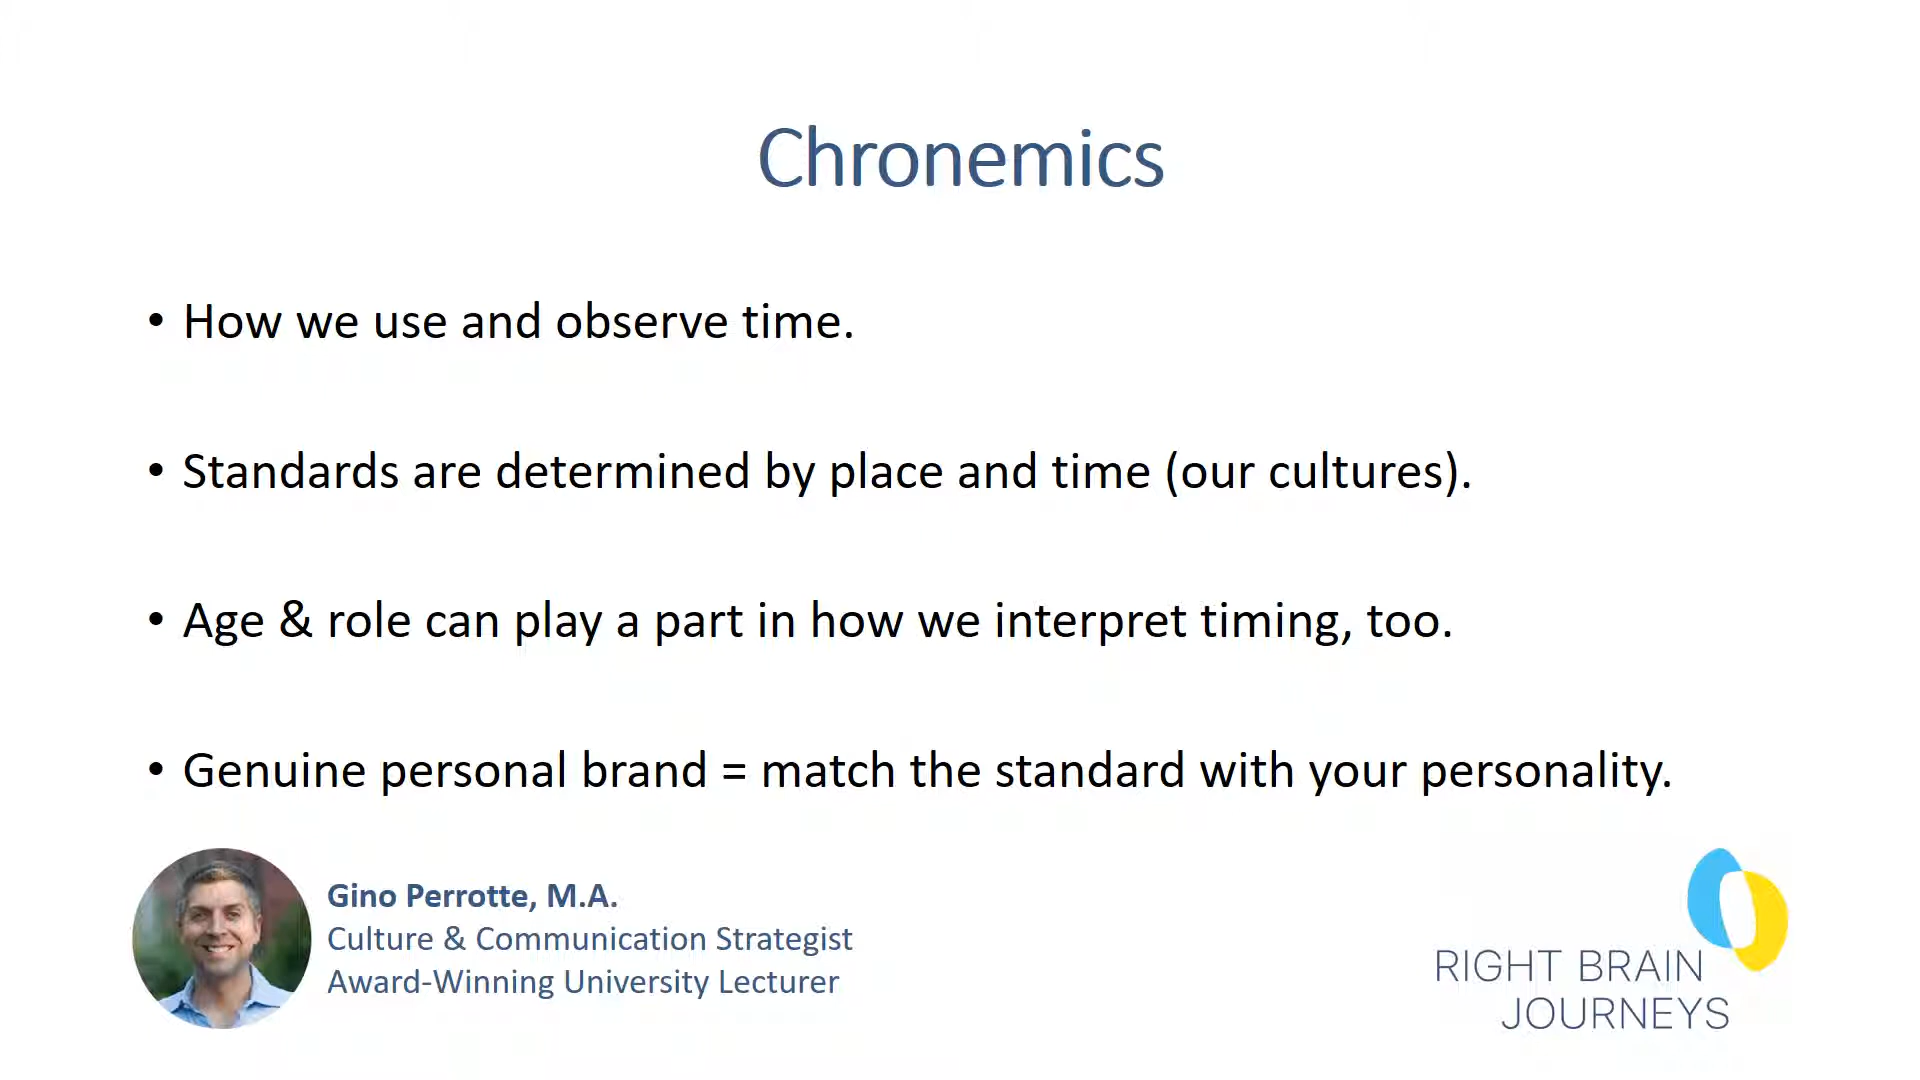 Chronemics
• How we use and observe time.
• Standards are determined by place and time (our cultures).
• Age & role can play a part in how we interpret timing, too.
• Genuine personal brand = match the standard with your personality.
Gino Perrotte, M.A.
Culture & Communication Strategist
Award-Winning University Lecturer
RIGHT BRAIN
JOURNEYS